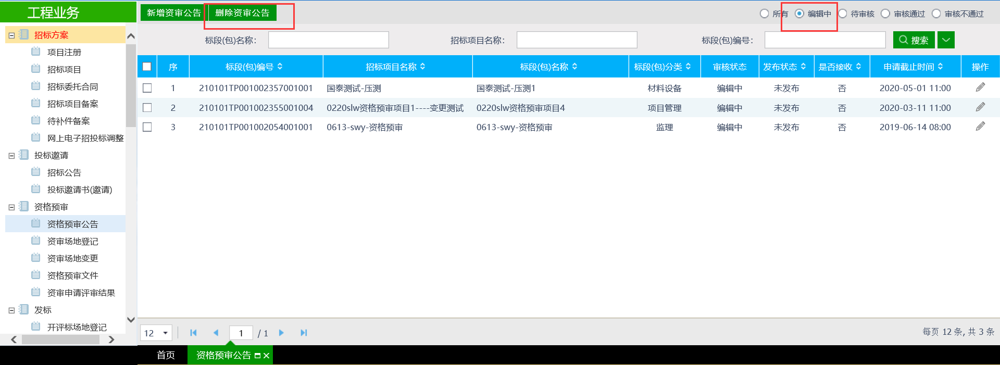 工程业务
招标方案
项目注册
招标项目
招标委托合同
招标项目备案
待补件备案
网上电子招投标调整
投标邀请
招标公告
投标邀请书(邀请)
资格预审
资格预审公告
资审场地登记
资审场地变更
资格预审文件
资审申请评审结果
发标
开评标场地登记
新增资审公告 删除资审公告 所有 编辑中 待审核 审核通过 审核不通过
标段(包)名称： 招标项目名称： 标段(包)编号： 搜索
序 标段(包)编号 招标项目名称 标段(包)名称 标段(包)分类 审核状态 发布状态 是否接收 申请截止时间 操作
1 210101TP001002357001001 国泰测试-压测 国泰测试-压测1 材料设备 编辑中 未发布 否 2020-05-01 11:00
2 210101TP001002355001004 0220slw资格预审项目1----变更测试 0220slw资格预审项目4 项目管理 编辑中 未发布 否 2020-03-11 11:00
3 210101TP001002054001001 0613-swy-资格预审 0613-swy-资格预审 监理 编辑中 未发布 否 2019-06-14 08:00
12 1 / 1 每页 12 条, 共 3 条
首页 资格预审公告